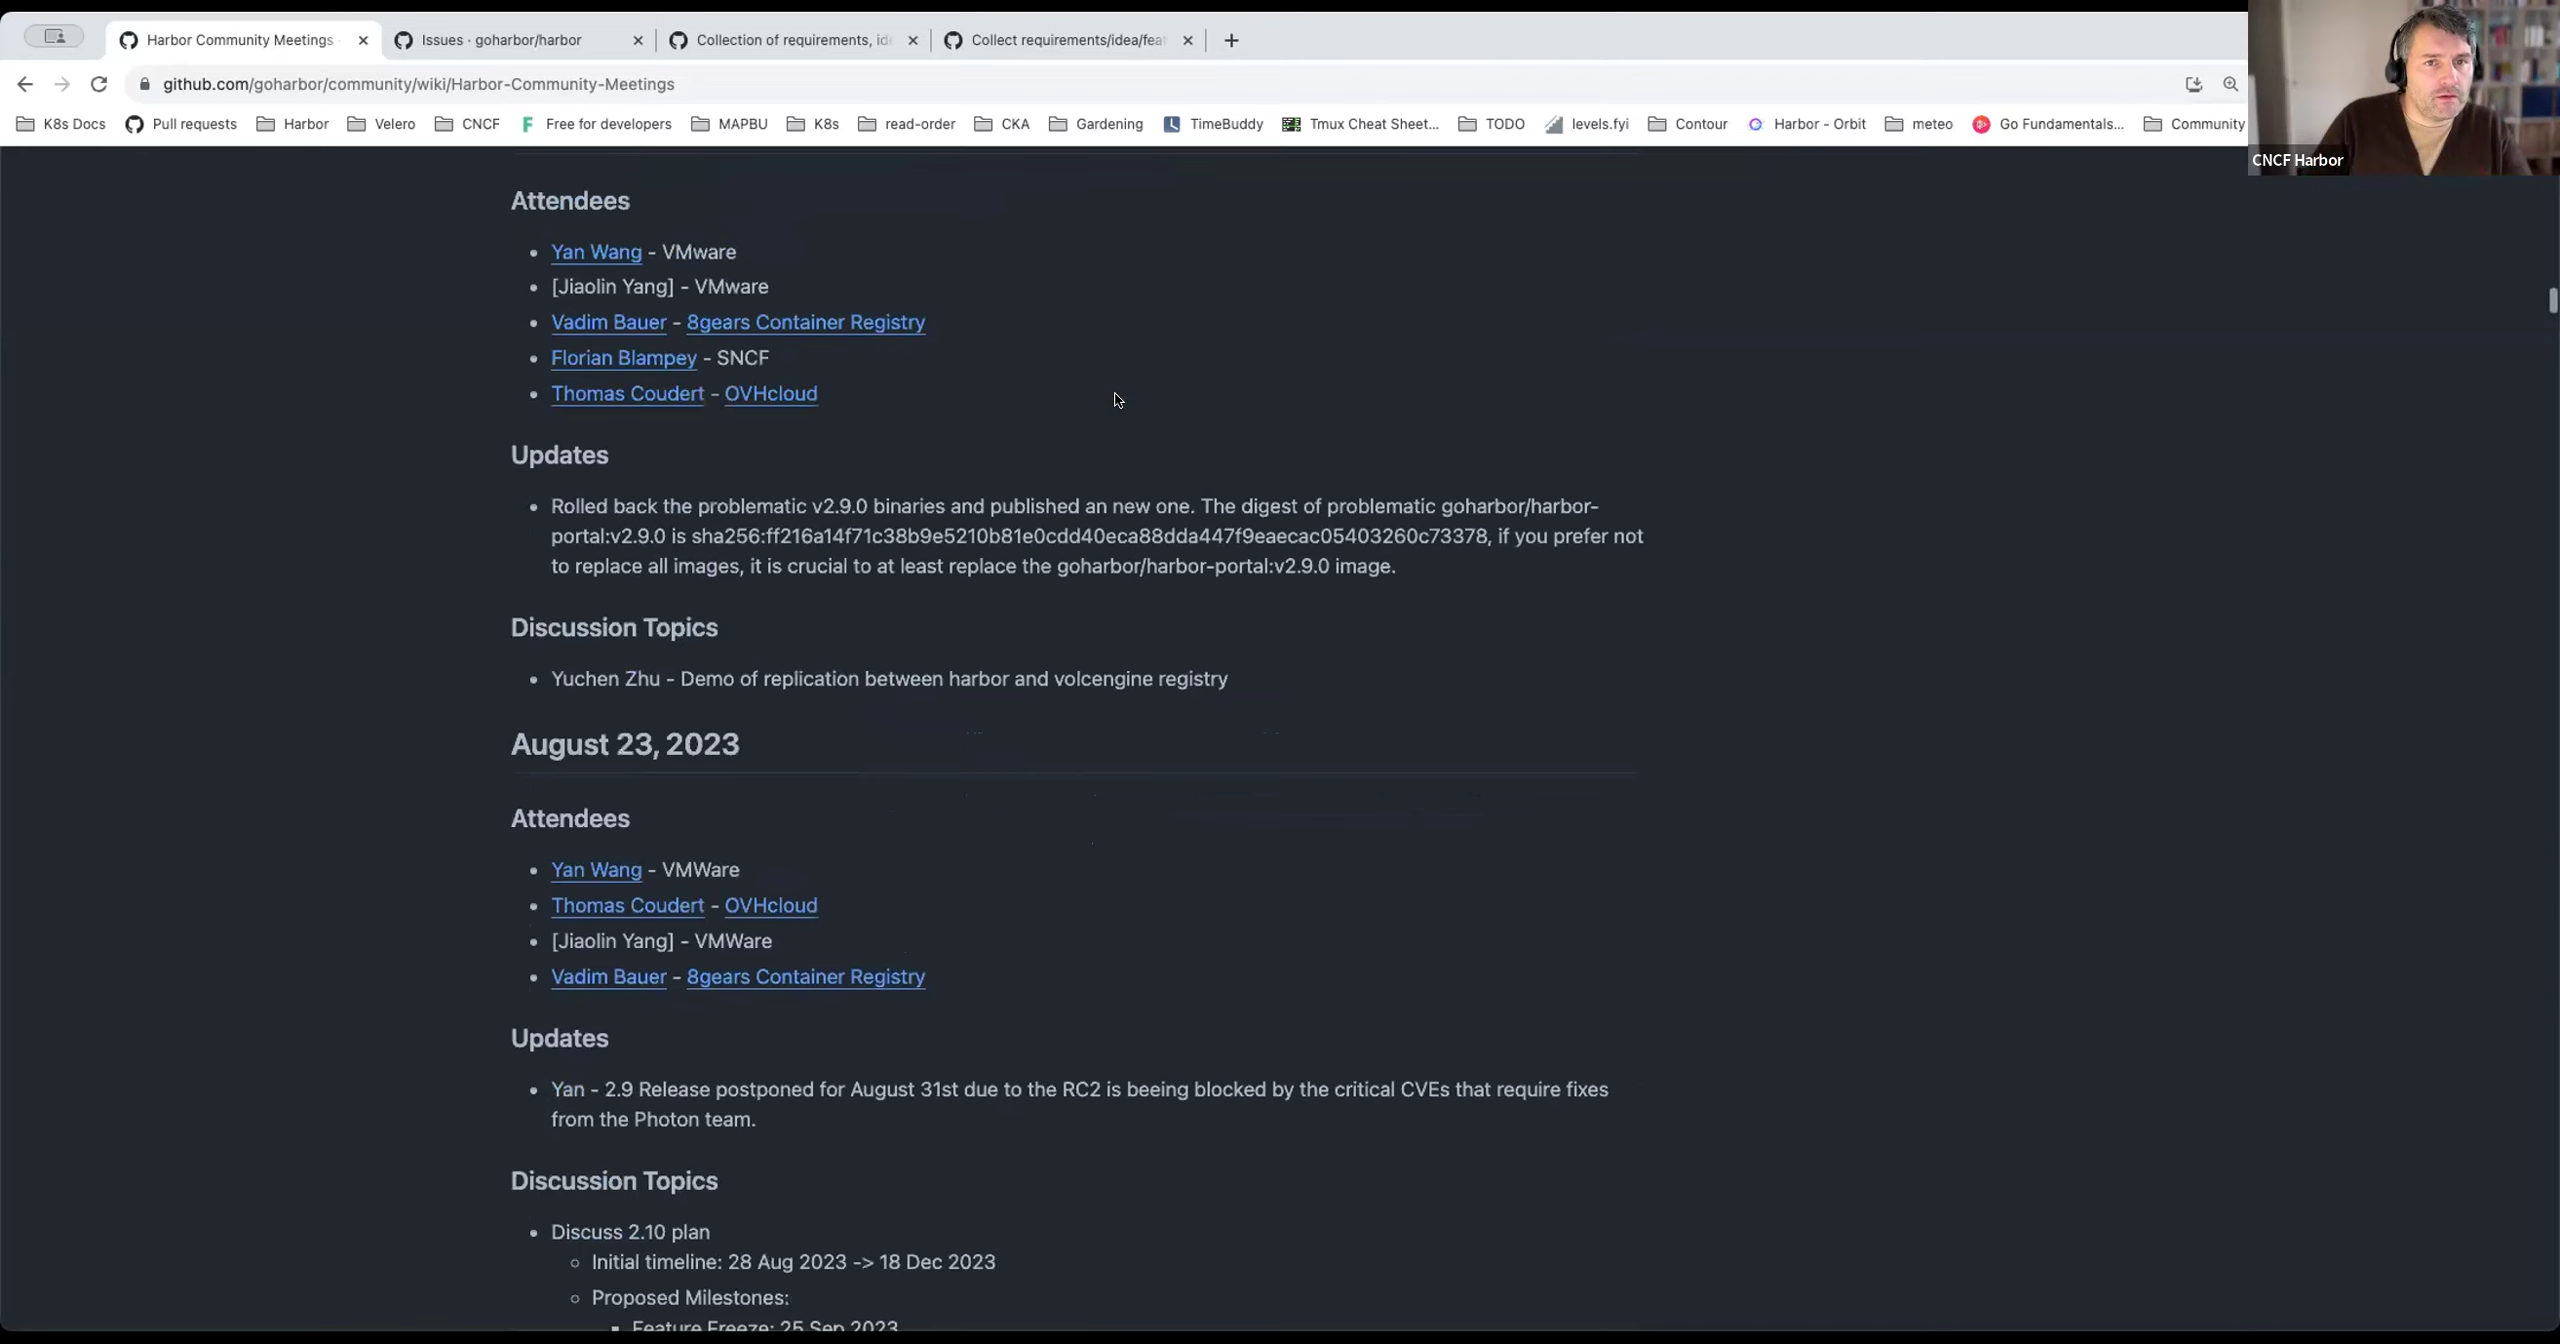 Harbor Community Meetings
Issues · goharbor/harbor
Collection of requirements, id
Collect requirements/idea/fea
github.com/goharbor/community/wiki/Harbor-Community-Meetings
K8s Docs
Pull requests
Harbor
Velero
CNCF
Free for developers
MAPBU
K8s
read-order
CKA
Gardening
TimeBuddy
Tmux Cheat Sheet...
TODO
levels.fyi
Contour
Harbor - Orbit
meteo
Go Fundamentals...
Community
CNCF Harbor
Attendees
Yan Wang - VMware
[Jiaolin Yang] - VMware
Vadim Bauer - 8gears Container Registry
Florian Blampey - SNCF
Thomas Coudert - OVHcloud
Updates
Rolled back the problematic v2.9.0 binaries and published an new one. The digest of problematic goharbor/harbor-
portal:v2.9.0 is sha256:ff216a14f71c38b9e5210b81e0cdd40eca88dda447f9eaecac05403260c73378, if you prefer not
to replace all images, it is crucial to at least replace the goharbor/harbor-portal:v2.9.0 image.
Discussion Topics
Yuchen Zhu - Demo of replication between harbor and volcengine registry
August 23, 2023
Attendees
Yan Wang - VMWare
Thomas Coudert - OVHcloud
[Jiaolin Yang] - VMWare
Vadim Bauer - 8gears Container Registry
Updates
Yan - 2.9 Release postponed for August 31st due to the RC2 is beeing blocked by the critical CVEs that require fixes
from the Photon team.
Discussion Topics
Discuss 2.10 plan
Initial timeline: 28 Aug 2023 -> 18 Dec 2023
Proposed Milestones:
Feature Freeze: 25 Sep 2023